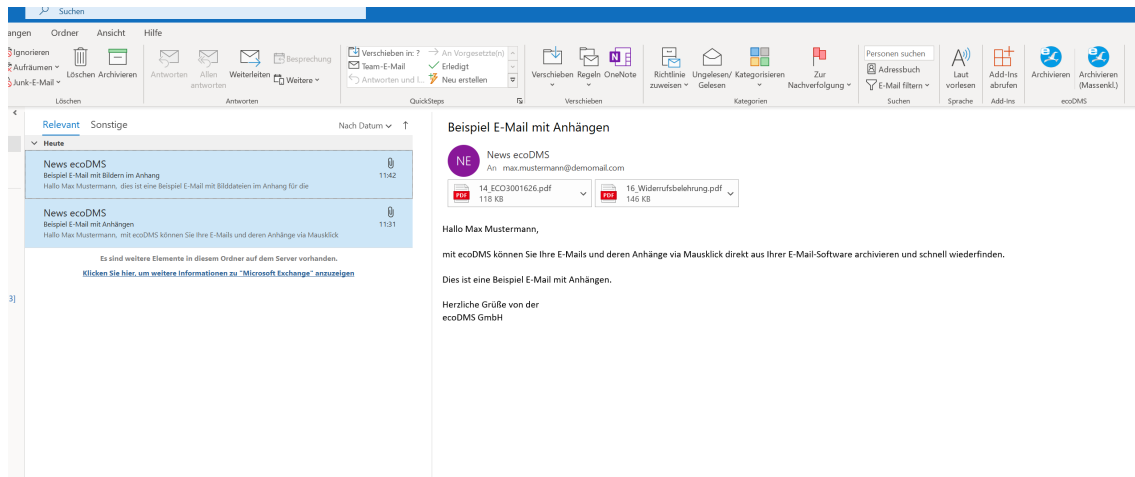 Suchen
angen Ordner Ansicht Hilfe
Ignorieren
Aufräumen
Junk-E-Mail
Löschen Archivieren
Löschen
Antworten Allen antworten Weiterleiten
Besprechung
Weitere
Antworten
Verschieben in: ? An Vorgesetzte(n)
Team-E-Mail Erledigt
Antworten und l... Neu erstellen
QuickSteps
Verschieben Regeln OneNote
Verschieben
Richtlinie zuweisen Ungelesen/ Gelesen Kategorisieren Zur Nachverfolgung
Kategorien
Personen suchen
Adressbuch
E-Mail filtern
Suchen
Laut vorlesen
Sprache
Add-Ins abrufen
Add-Ins
Archivieren Archivieren (Massenkl.)
ecoDMS
Relevant Sonstige Nach Datum
Heute
News ecoDMS
Beispiel E-Mail mit Bildern im Anhang 11:42
Hallo Max Mustermann, dies ist eine Beispiel E-Mail mit Bilddateien im Anhang für die
News ecoDMS
Beispiel E-Mail mit Anhängen 11:31
Hallo Max Mustermann, mit ecoDMS können Sie Ihre E-Mails und deren Anhänge via Mausklick
Es sind weitere Elemente in diesem Ordner auf dem Server vorhanden.
Klicken Sie hier, um weitere Informationen zu "Microsoft Exchange" anzuzeigen
3]
Beispiel E-Mail mit Anhängen
NE
News ecoDMS
An max.mustermann@demomail.com
PDF
14_ECO3001626.pdf
118 KB
PDF
16_Widerrufsbelehrung.pdf
146 KB
Hallo Max Mustermann,
mit ecoDMS können Sie Ihre E-Mails und deren Anhänge via Mausklick direkt aus Ihrer E-Mail-Software archivieren und schnell wiederfinden.
Dies ist eine Beispiel E-Mail mit Anhängen.
Herzliche Grüße von der
ecoDMS GmbH